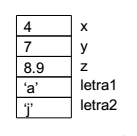 4 x
7 y
8.9 z
‘a’ letra1
‘j’ letra2